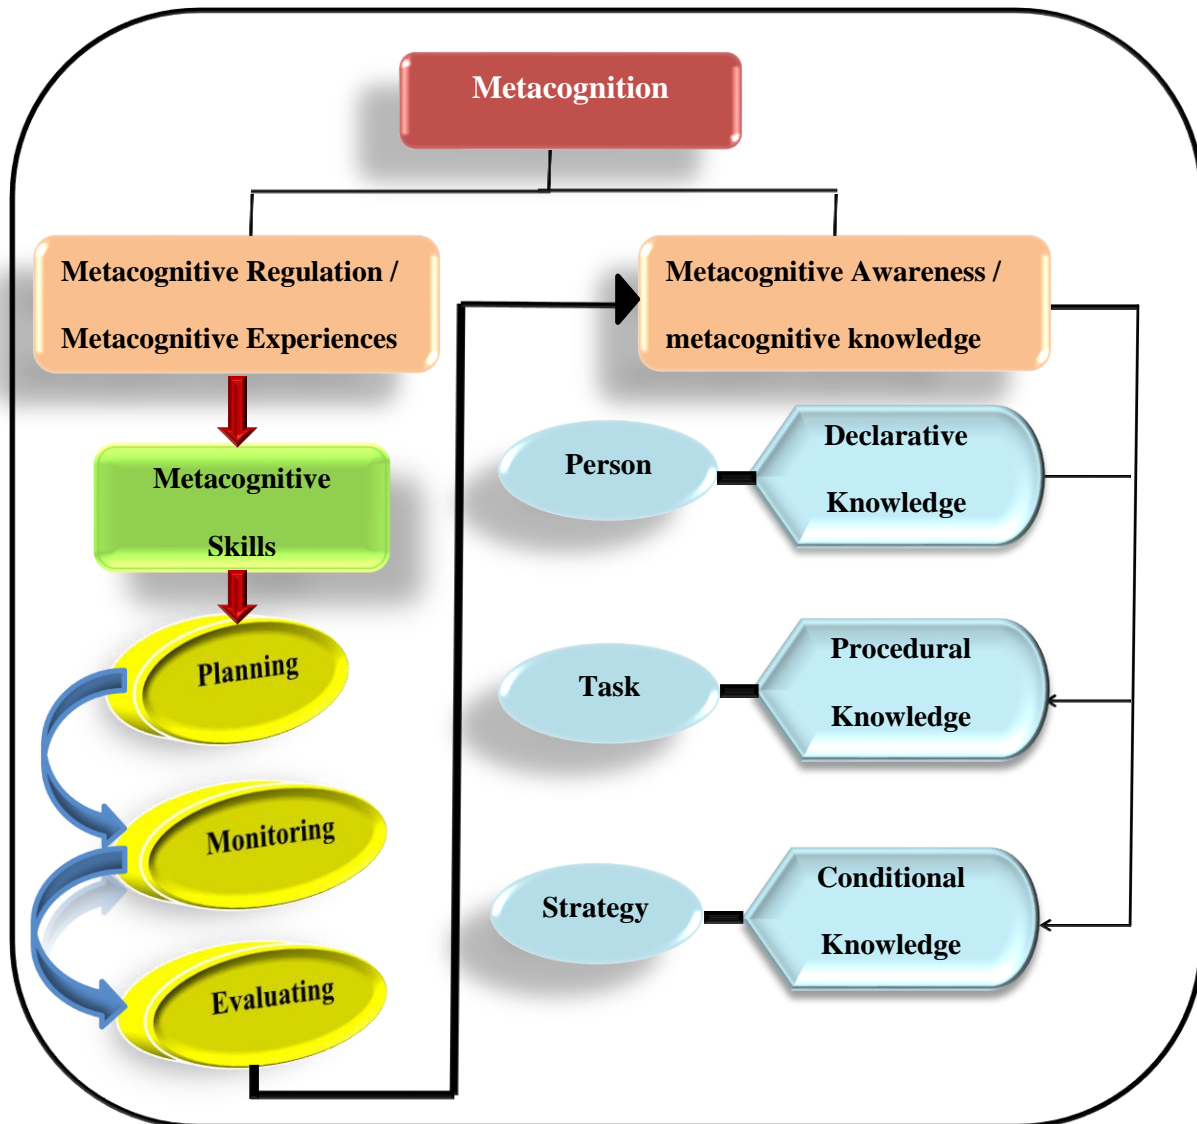 Metacognition
Metacognitive Regulation /
Metacognitive Experiences
Metacognitive Awareness /
metacognitive knowledge
Metacognitive
Skills
Planning
Monitoring
Evaluating
Person
Declarative
Knowledge
Task
Procedural
Knowledge
Strategy
Conditional
Knowledge